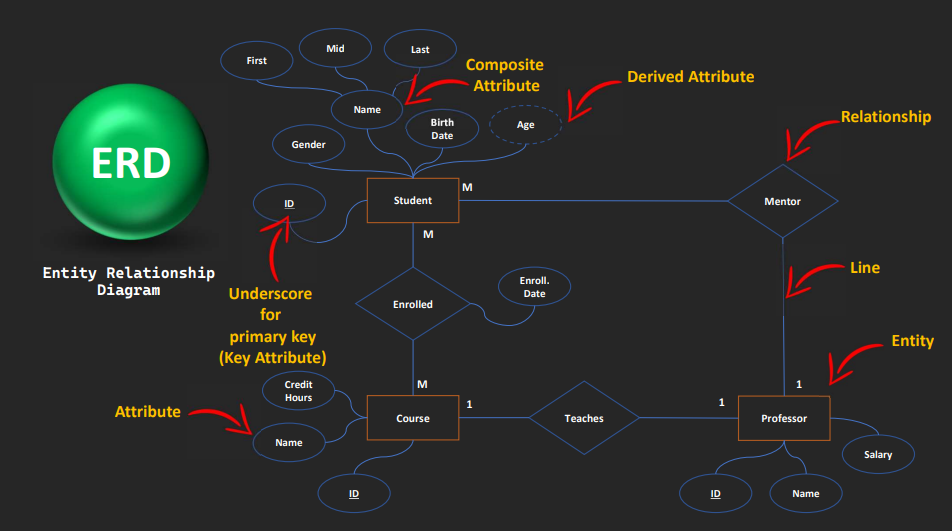 First
Mid
Last
Composite
Attribute
Derived Attribute
Name
Birth
Date
Age
Relationship
Gender
ERD
ID
Student
M
Mentor
M
Entity Relationship
Diagram
Underscore
for
primary key
(Key Attribute)
Enrolled
Enroll.
Date
Line
Entity
Credit
Hours
M
1
Attribute
Name
Course
1
Teaches
1
Professor
Salary
ID
ID
Name